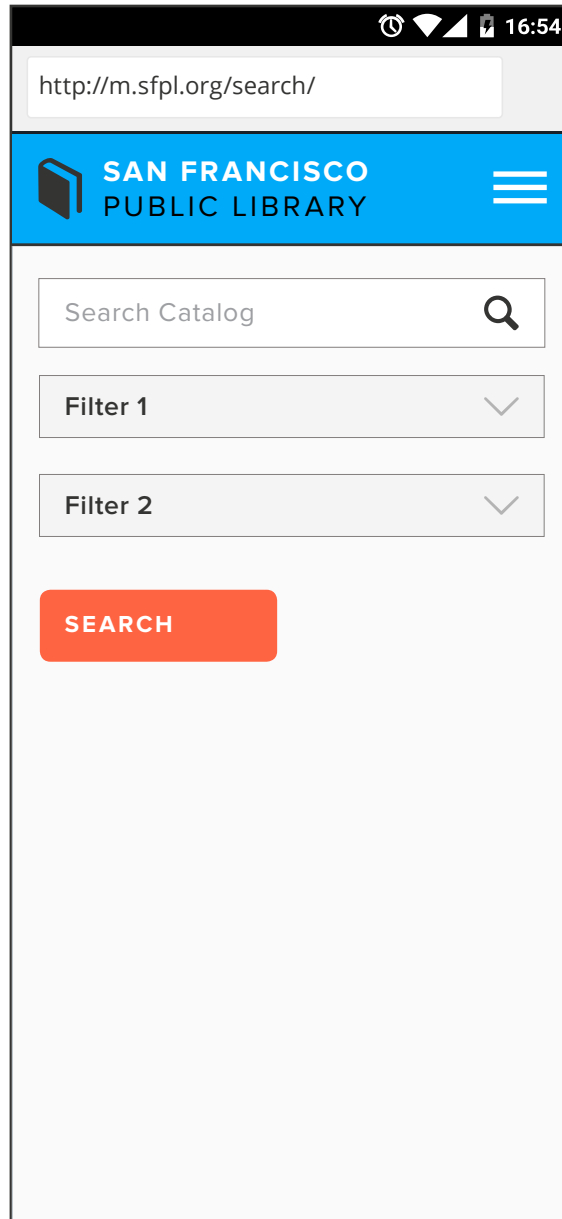 16:54
http://m.sfpl.org/search/
SAN FRANCISCO
PUBLIC LIBRARY
Search Catalog
Filter 1
Filter 2
SEARCH